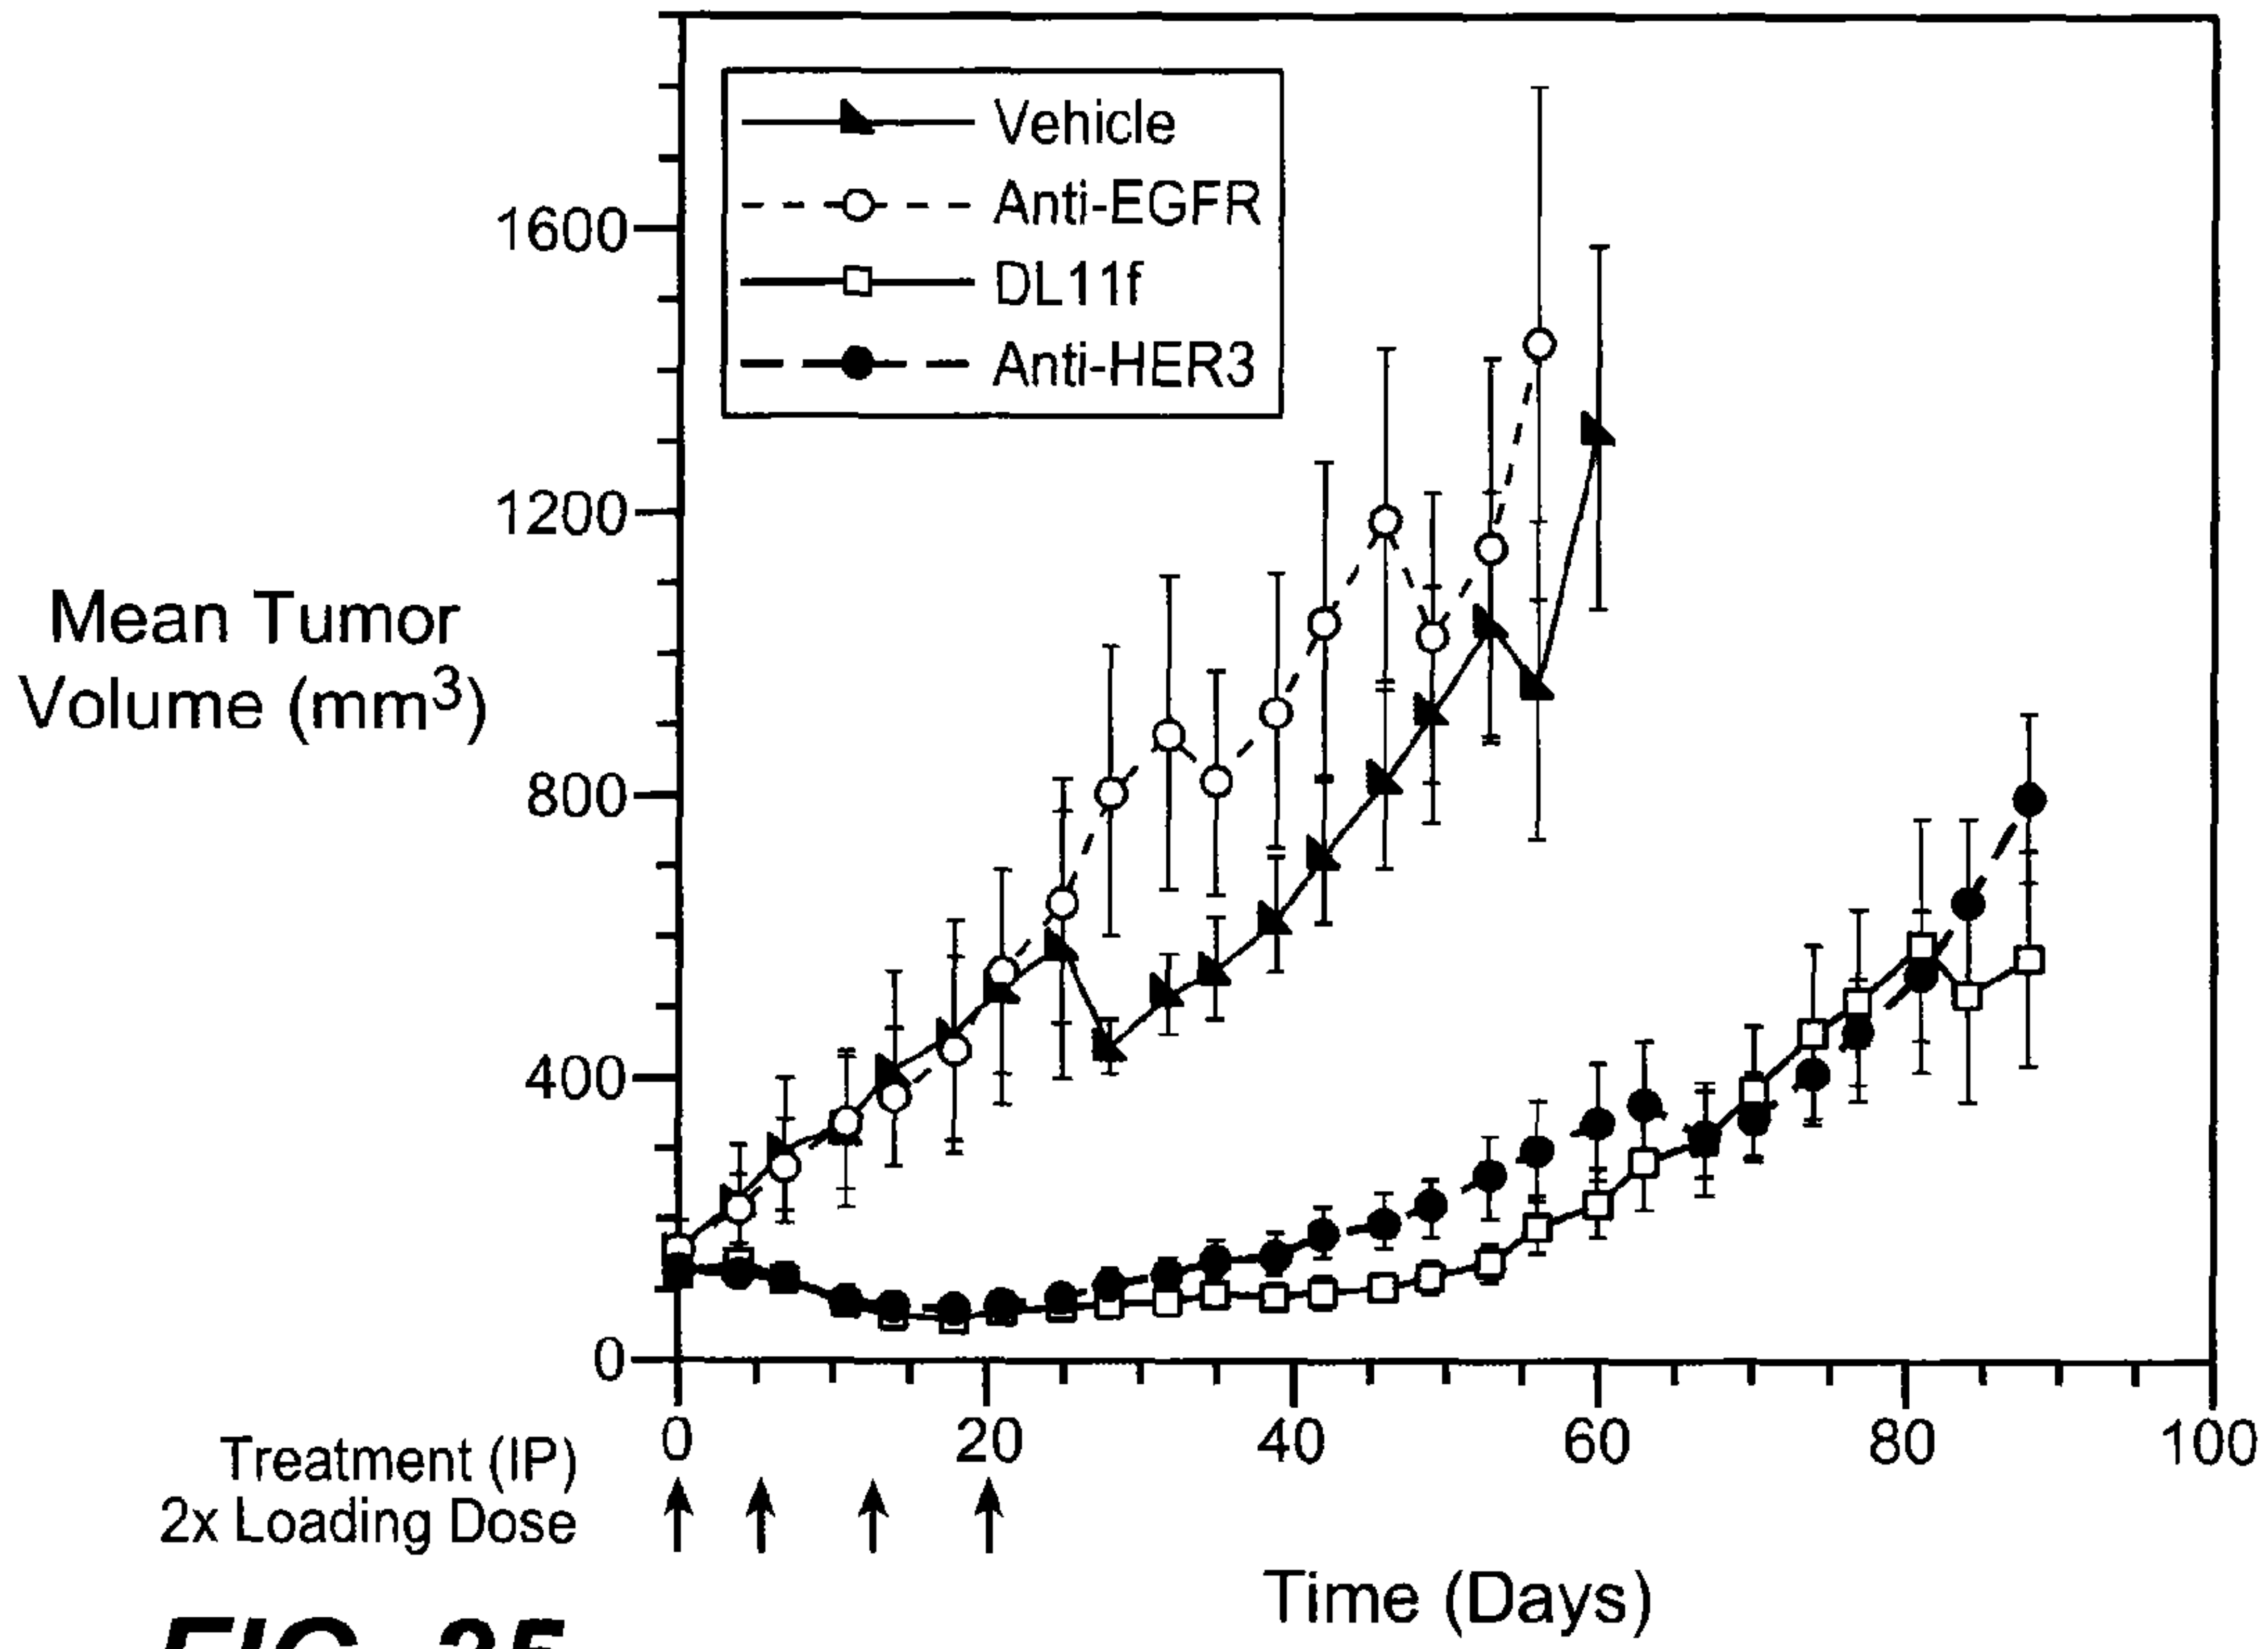 Vehicle
Anti-EGFR
DL11f
Anti-HER3
1600
1200
800
400
0
Mean Tumor
Volume (mm3)
0 20 40 60 80 100
Treatment (IP)
2x Loading Dose
Time (Days)